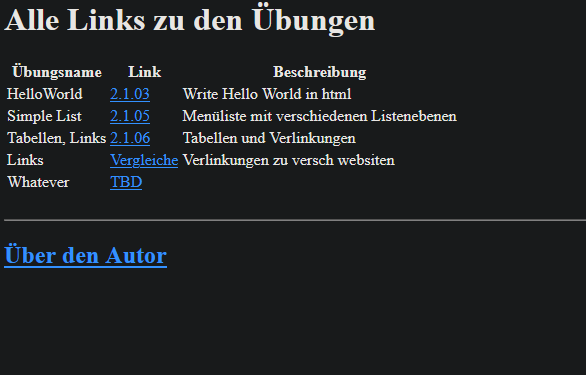 Alle Links zu den Übungen
Übungsname Link Beschreibung
HelloWorld 2.1.03 Write Hello World in html
Simple List 2.1.05 Menüliste mit verschiedenen Listenebenen
Tabellen, Links 2.1.06 Tabellen und Verlinkungen
Links Vergleiche Verlinkungen zu versch websiten
Whatever TBD
Über den Autor